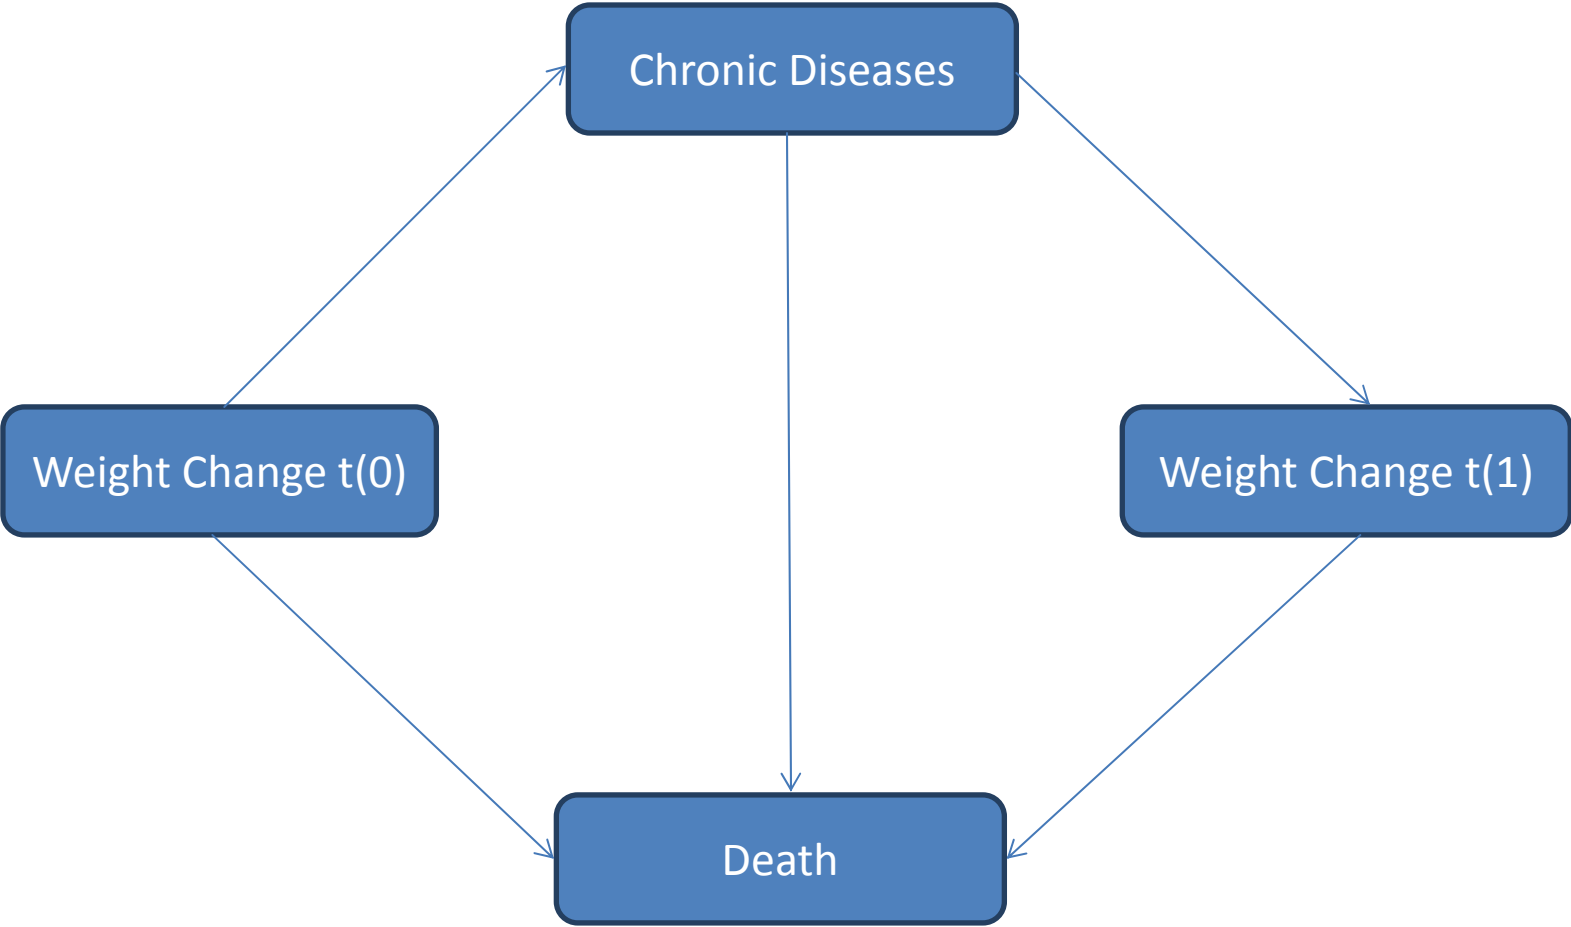 Chronic Diseases
Weight Change t(0)
Weight Change t(1)
Death